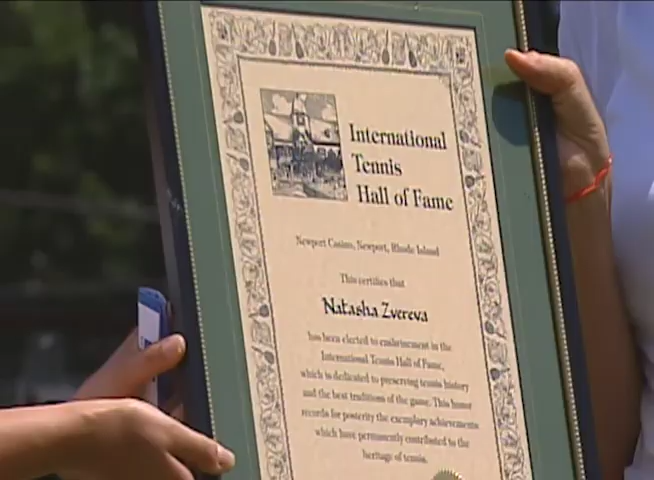 International
Tennis
Hall of Fame
Newport Casino, Newport, Rhode Island
This certifies that
Natasha Zvereva
has been elected to enshrinement in the
International Tennis Hall of Fame,
which is dedicated to preserving tennis history
and the best traditions of the game. This honor
records for posterity the exemplary achievements
which have permanently contributed to the
heritage of tennis.